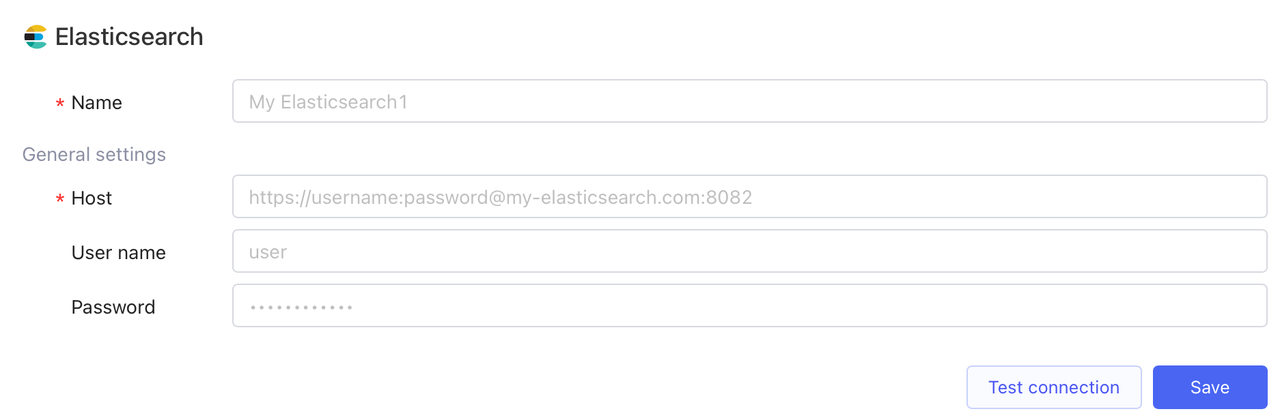 Elasticsearch
* Name
My Elasticsearch1
General settings
* Host
https://username:password@my-elasticsearch.com:8082
User name
user
Password
••••••••••••
Test connection
Save